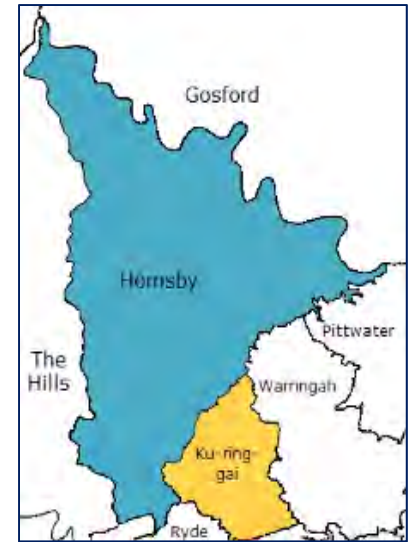 Gosford
Hornsby
Pittwater
The
Hills
Warringah
Ku-ring-
gai
Ryde